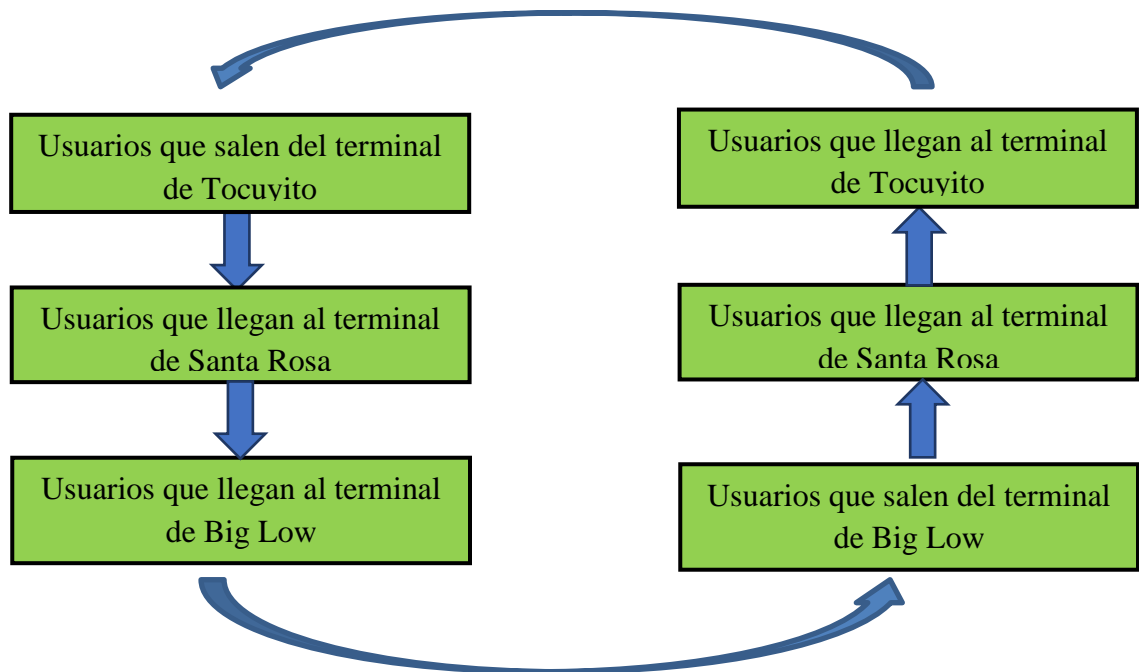 Usuarios que salen del terminal
de Tocuyito
Usuarios que llegan al terminal
de Santa Rosa
Usuarios que llegan al terminal
de Big Low
Usuarios que llegan al terminal
de Tocuyito
Usuarios que llegan al terminal
de Santa Rosa
Usuarios que salen del terminal
de Big Low